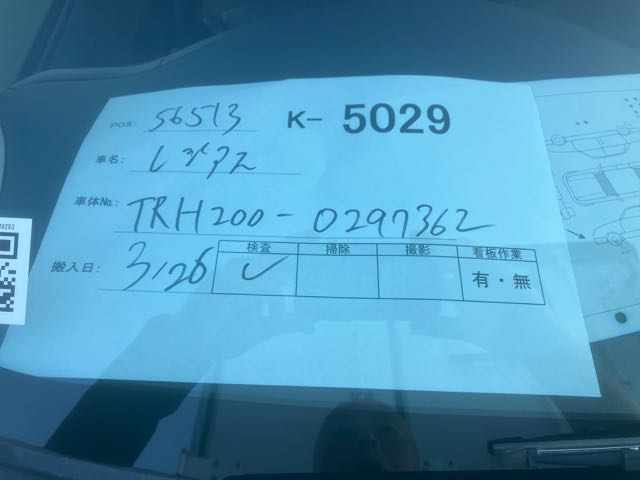 POS: 56513 K- 5029
車名: レジアス
車体No.: TRH200-0297362
搬入日: 3/26
検査 掃除 撮影 看板作業
✓ 有・無
09293